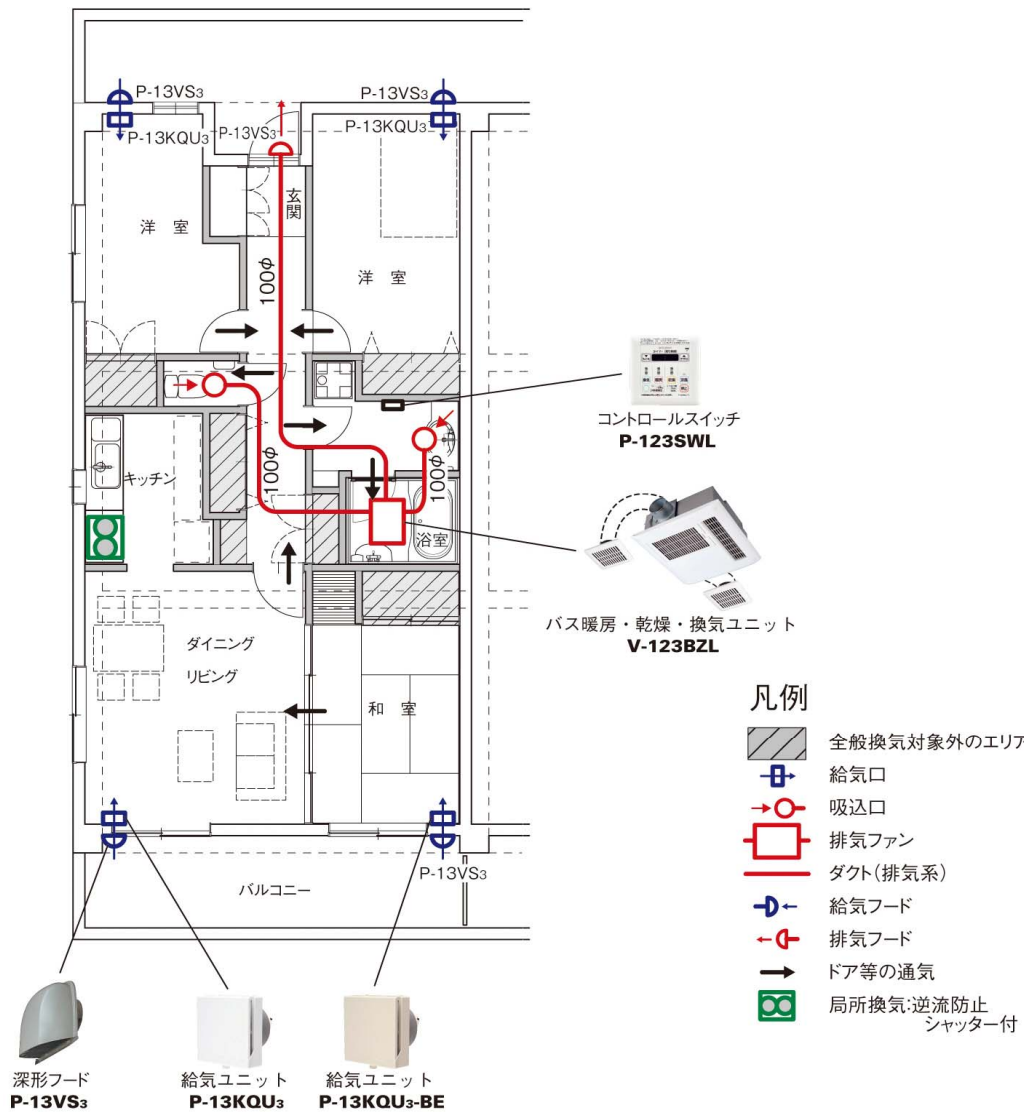 P-13VS3
P-13VS3
P-13KQU3
P-13VS3
P-13KQU3
玄関
洋 室
洋 室
100φ
コントロールスイッチ
P-123SWL
キッチン
100φ
100φ
浴室
バス暖房・乾燥・換気ユニット
V-123BZL
ダイニング
リビング
和 室
P-13VS3
バルコニー
凡例
全般換気対象外のエリア
給気口
吸込口
排気ファン
ダクト(排気系)
給気フード
排気フード
ドア等の通気
局所換気:逆流防止
シャッター付
深形フード
P-13VS3
給気ユニット
P-13KQU3
給気ユニット
P-13KQU3-BE